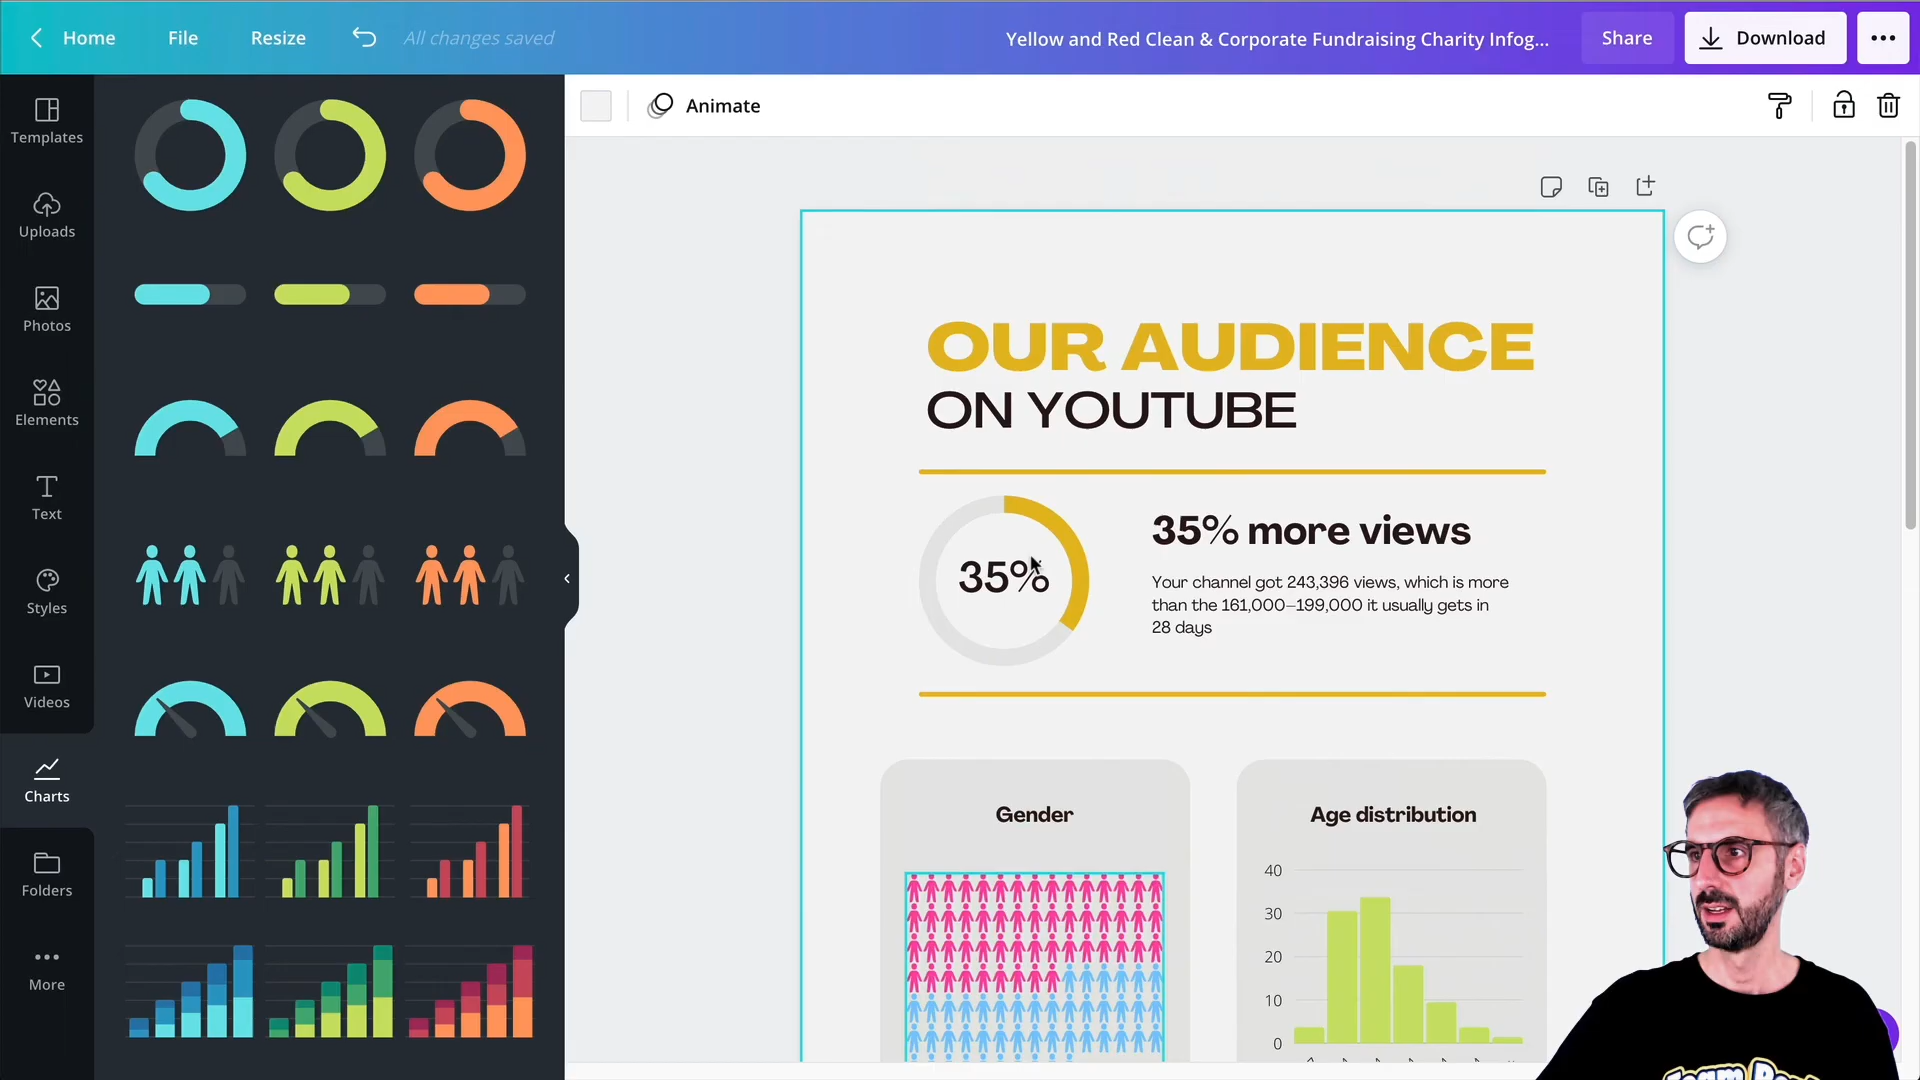 Home
File
Resize
All changes saved
Yellow and Red Clean & Corporate Fundraising Charity Infog...
Share
Download
Templates
Uploads
Photos
Elements
Text
Styles
Videos
Charts
Folders
More
Animate
OUR AUDIENCE
ON YOUTUBE
35%
35% more views
Your channel got 243,396 views, which is more
than the 161,000–199,000 it usually gets in
28 days
Gender
Age distribution
40
30
20
10
0